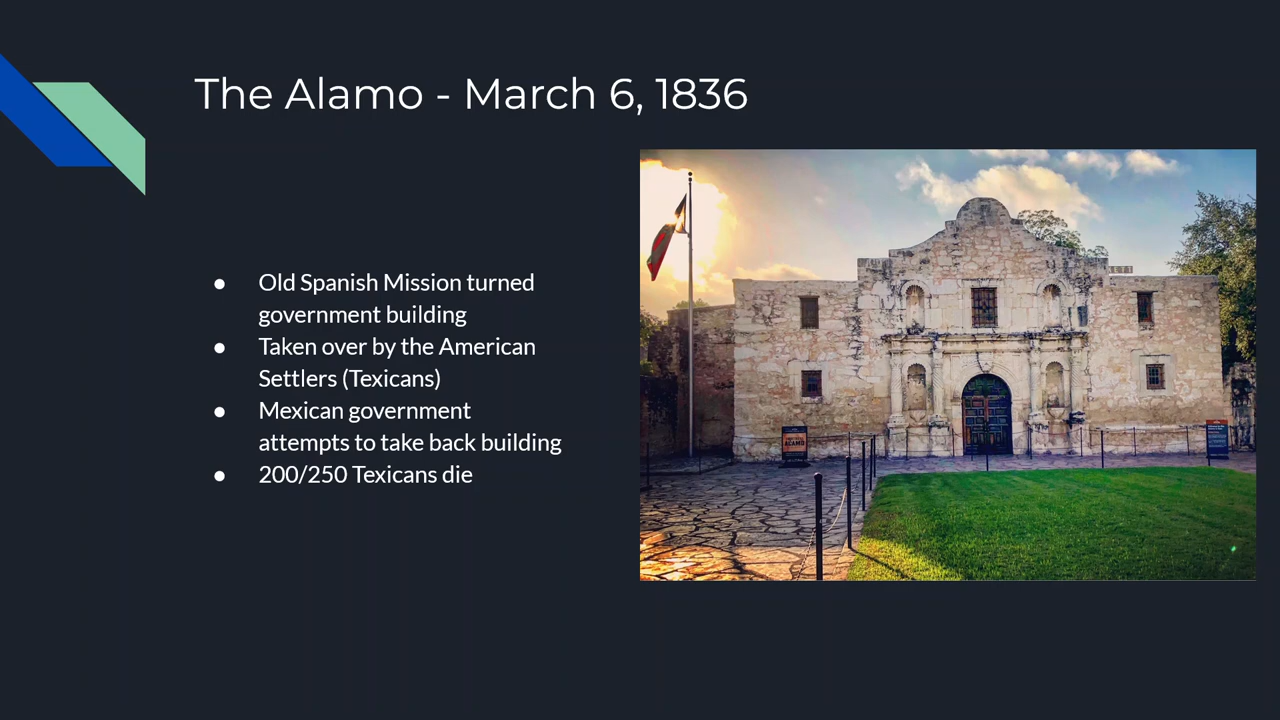 The Alamo - March 6, 1836
● Old Spanish Mission turned
government building
● Taken over by the American
Settlers (Texicans)
● Mexican government
attempts to take back building
● 200/250 Texicans die
ALAMO